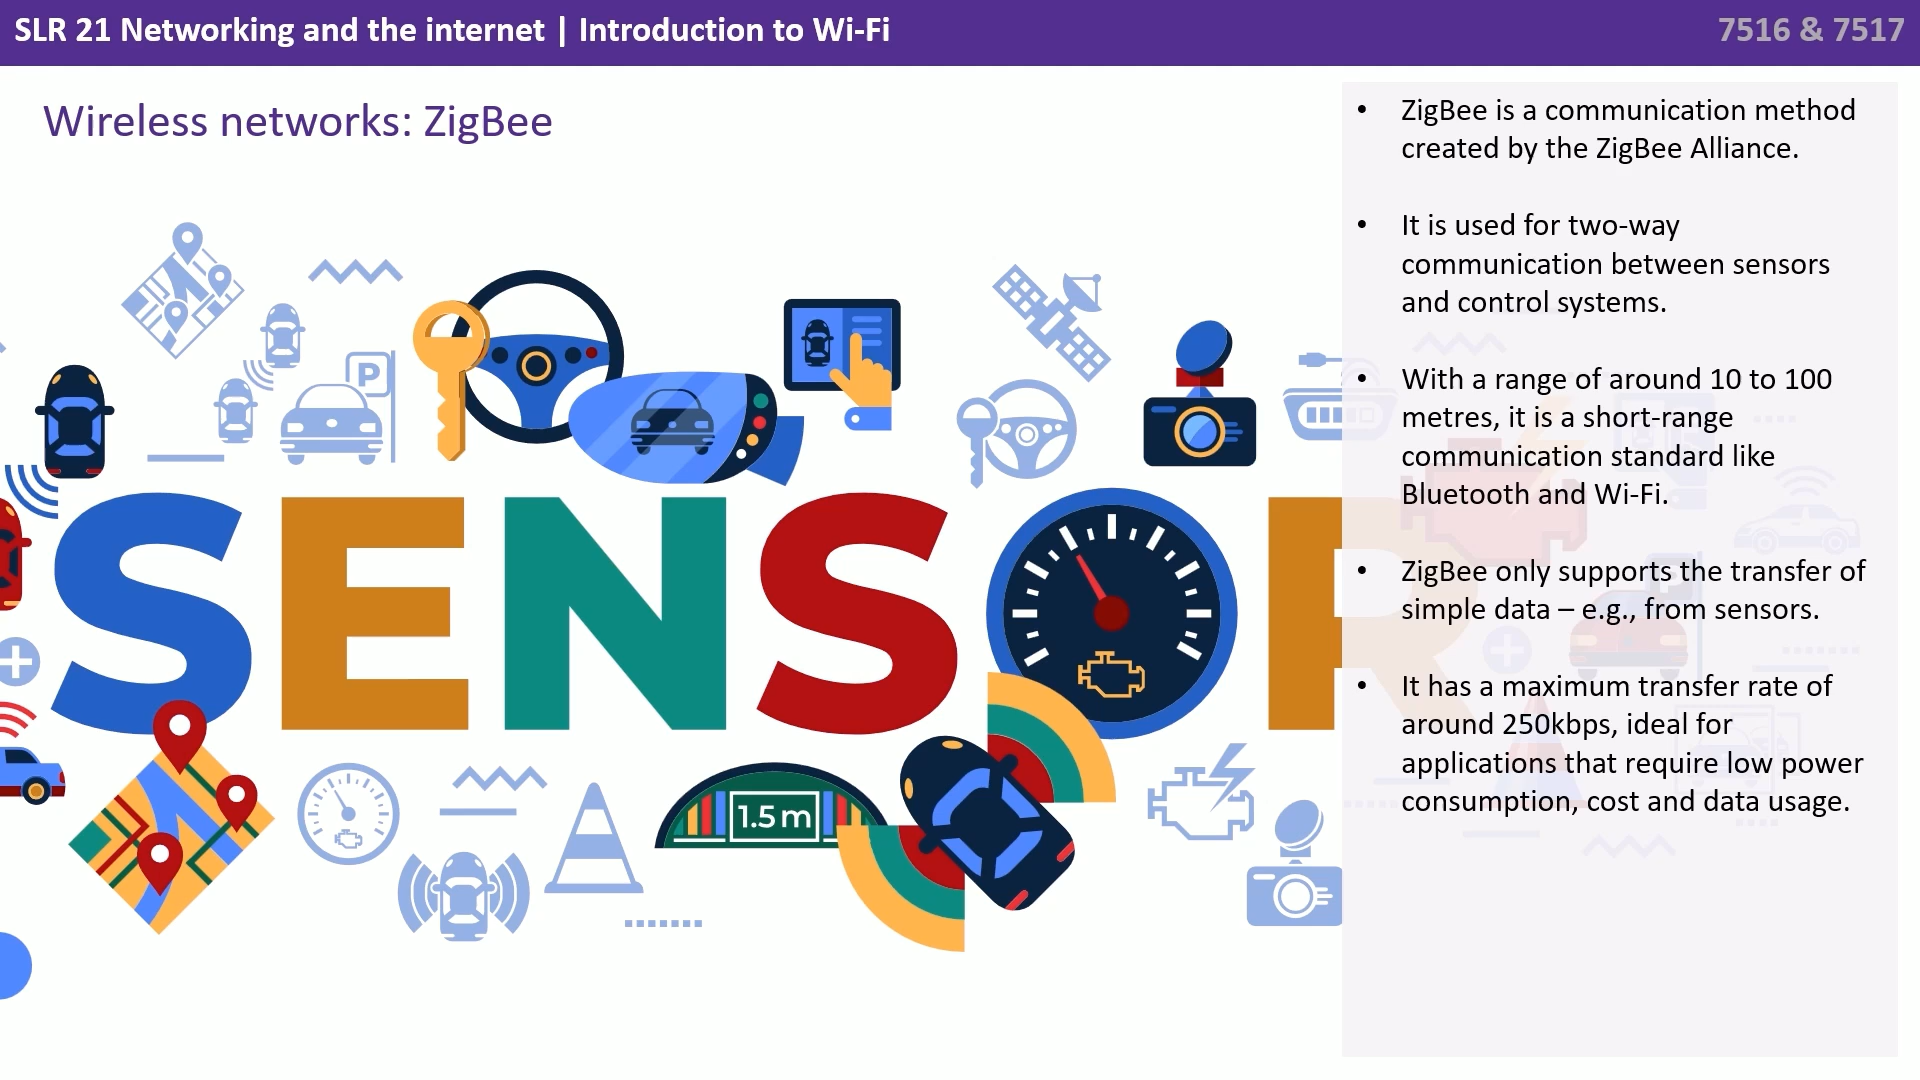 SLR 21 Networking and the internet | Introduction to Wi-Fi
7516 & 7517
Wireless networks: ZigBee
P
SENSOR
1.5 m
• ZigBee is a communication method
created by the ZigBee Alliance.
• It is used for two-way
communication between sensors
and control systems.
• With a range of around 10 to 100
metres, it is a short-range
communication standard like
Bluetooth and Wi-Fi.
• ZigBee only supports the transfer of
simple data – e.g., from sensors.
• It has a maximum transfer rate of
around 250kbps, ideal for
applications that require low power
consumption, cost and data usage.